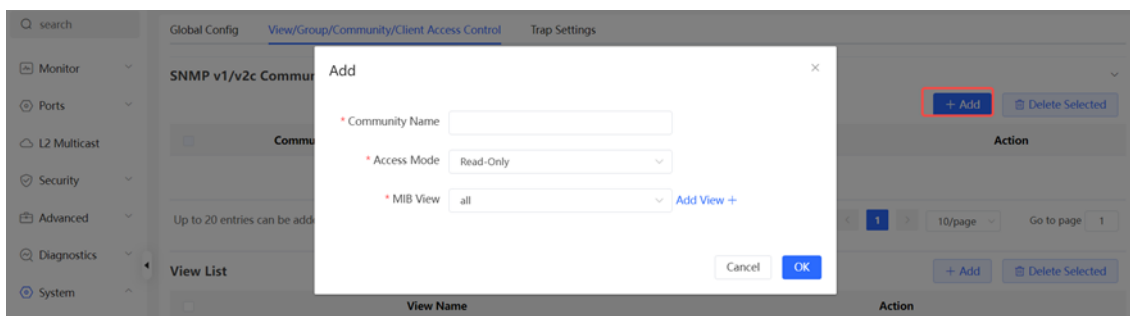 search
Global Config View/Group/Community/Client Access Control Trap Settings
Monitor
SNMP v1/v2c Commun
Add
+ Add Delete Selected
Ports
* Community Name
L2 Multicast
Commu
Action
* Access Mode Read-Only
Security
* MIB View all Add View +
Advanced
Up to 20 entries can be adde
1 10/page Go to page 1
Diagnostics
View List
Cancel OK
+ Add Delete Selected
System
View Name Action